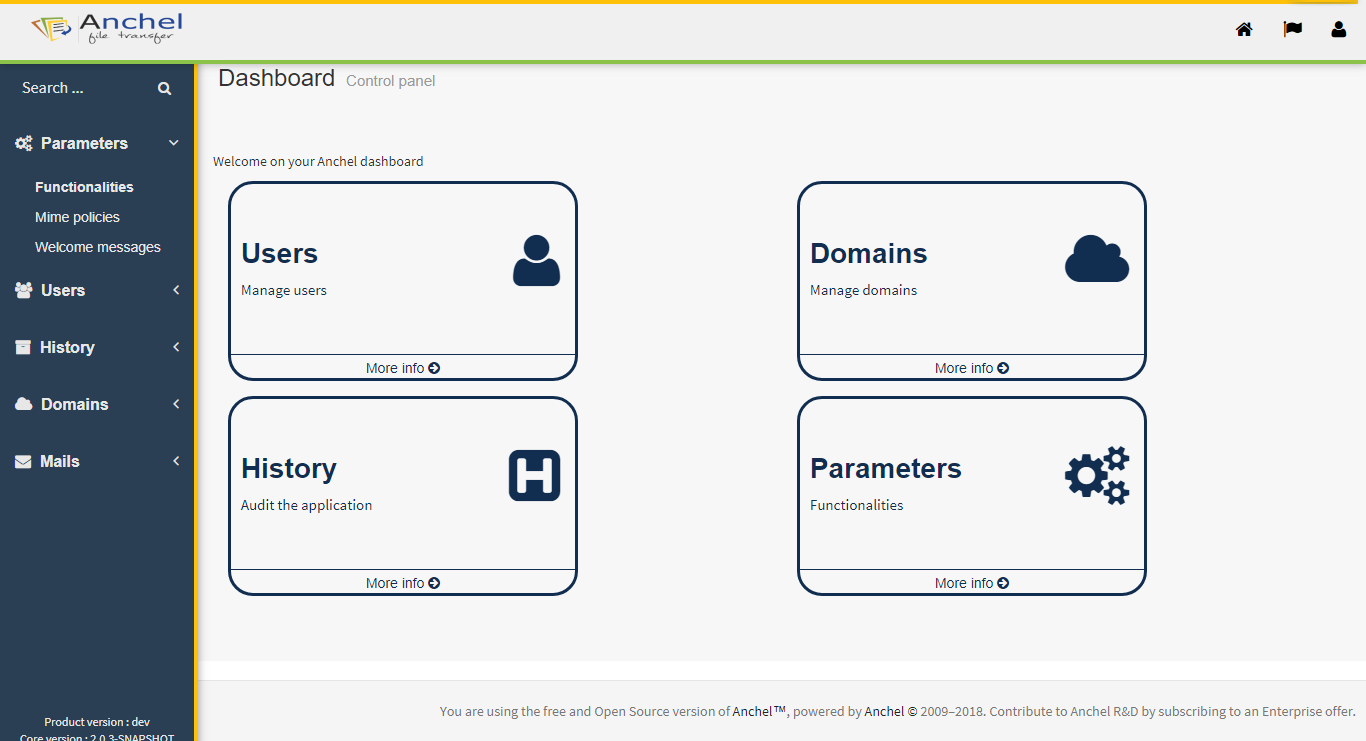 Anchel
file transfer
Search ...
Parameters
Functionalities
Mime policies
Welcome messages
Users
History
Domains
Mails
Product version : dev
Core version : 2.0.3-SNAPSHOT
Dashboard Control panel
Welcome on your Anchel dashboard
Users
Manage users
More info
Domains
Manage domains
More info
History
Audit the application
H
More info
Parameters
Functionalities
More info
You are using the free and Open Source version of Anchel™, powered by Anchel © 2009–2018. Contribute to Anchel R&D by subscribing to an Enterprise offer.